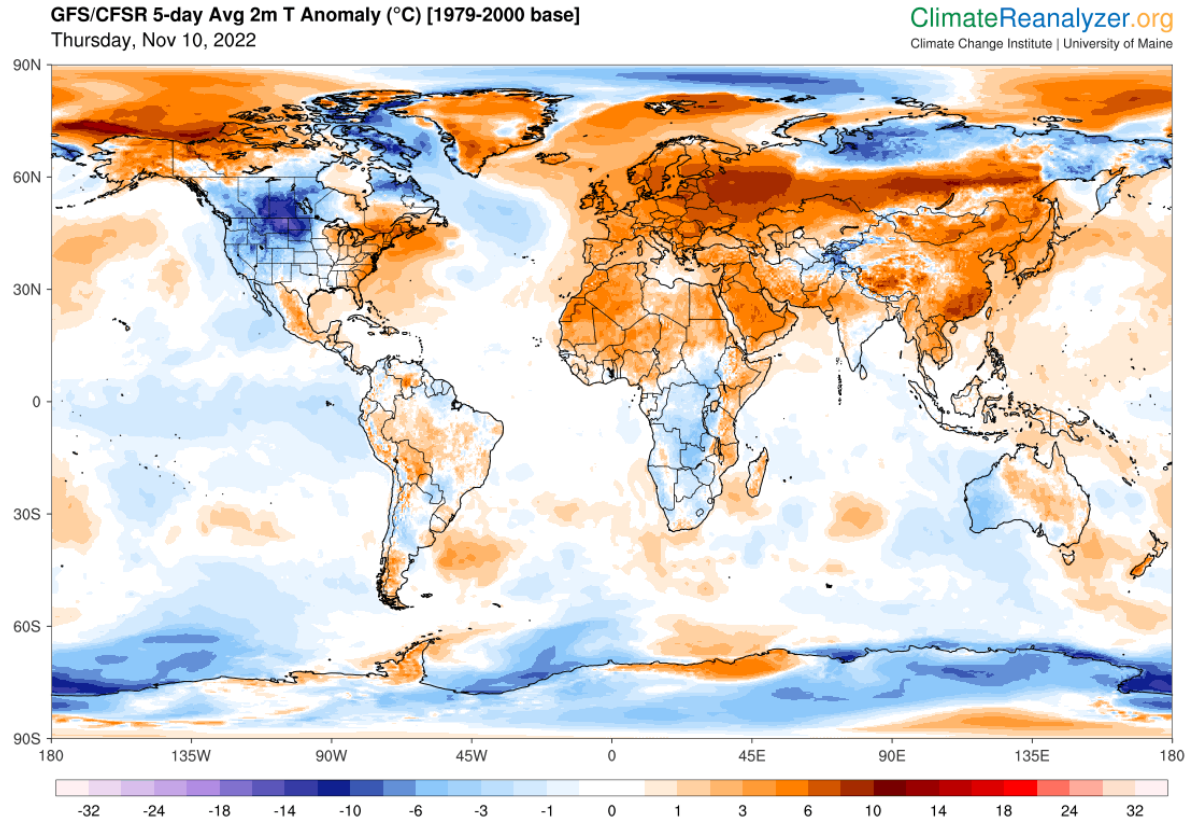 GFS/CFSR 5-day Avg 2m T Anomaly (°C) [1979-2000 base]
ClimateReanalyzer.org
Thursday, Nov 10, 2022
Climate Change Institute | University of Maine
90N
60N
30N
0
30S
60S
90S
180 135W 90W 45W 0 45E 90E 135E 180
-32 -24 -18 -14 -10 -6 -3 -1 0 1 3 6 10 14 18 24 32